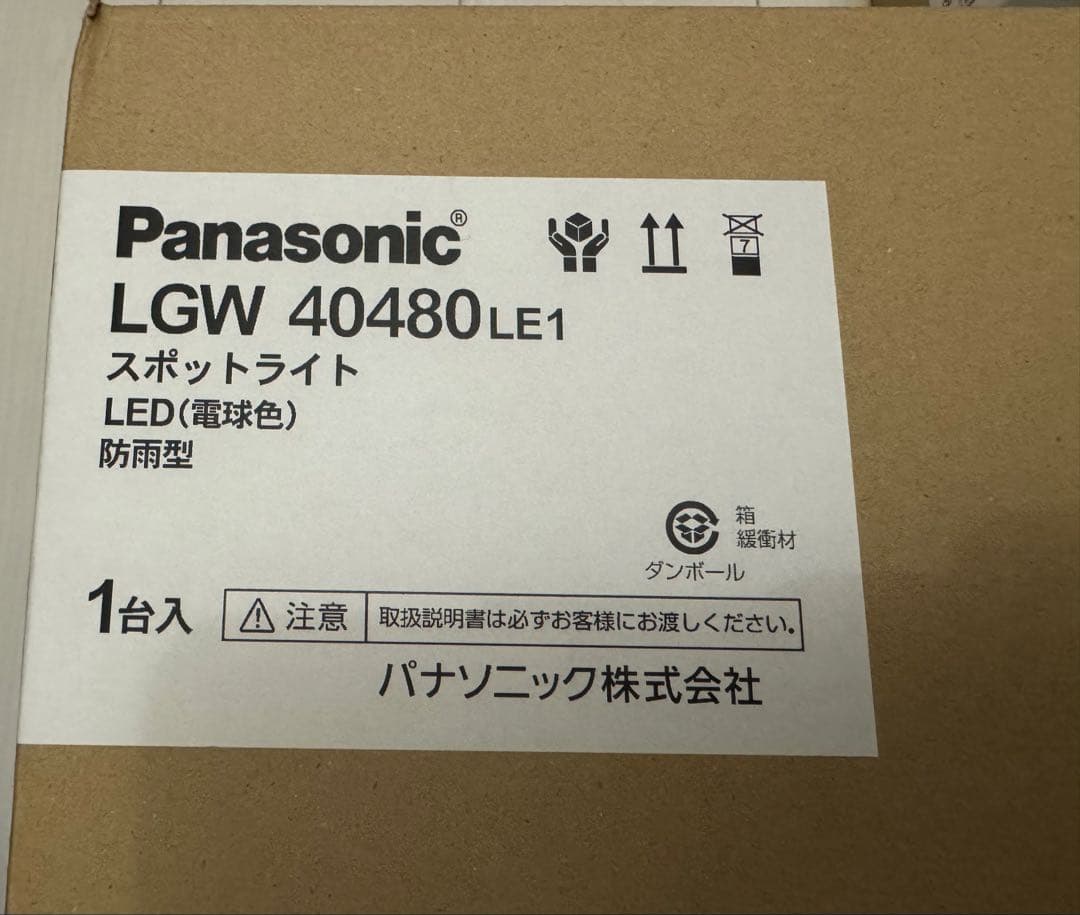 Panasonic®
LGW 40480LE1
スポットライト
LED(電球色)
防雨型
7
箱
緩衝材
ダンボール
1台入
注意 取扱説明書は必ずお客様にお渡しください。
パナソニック株式会社